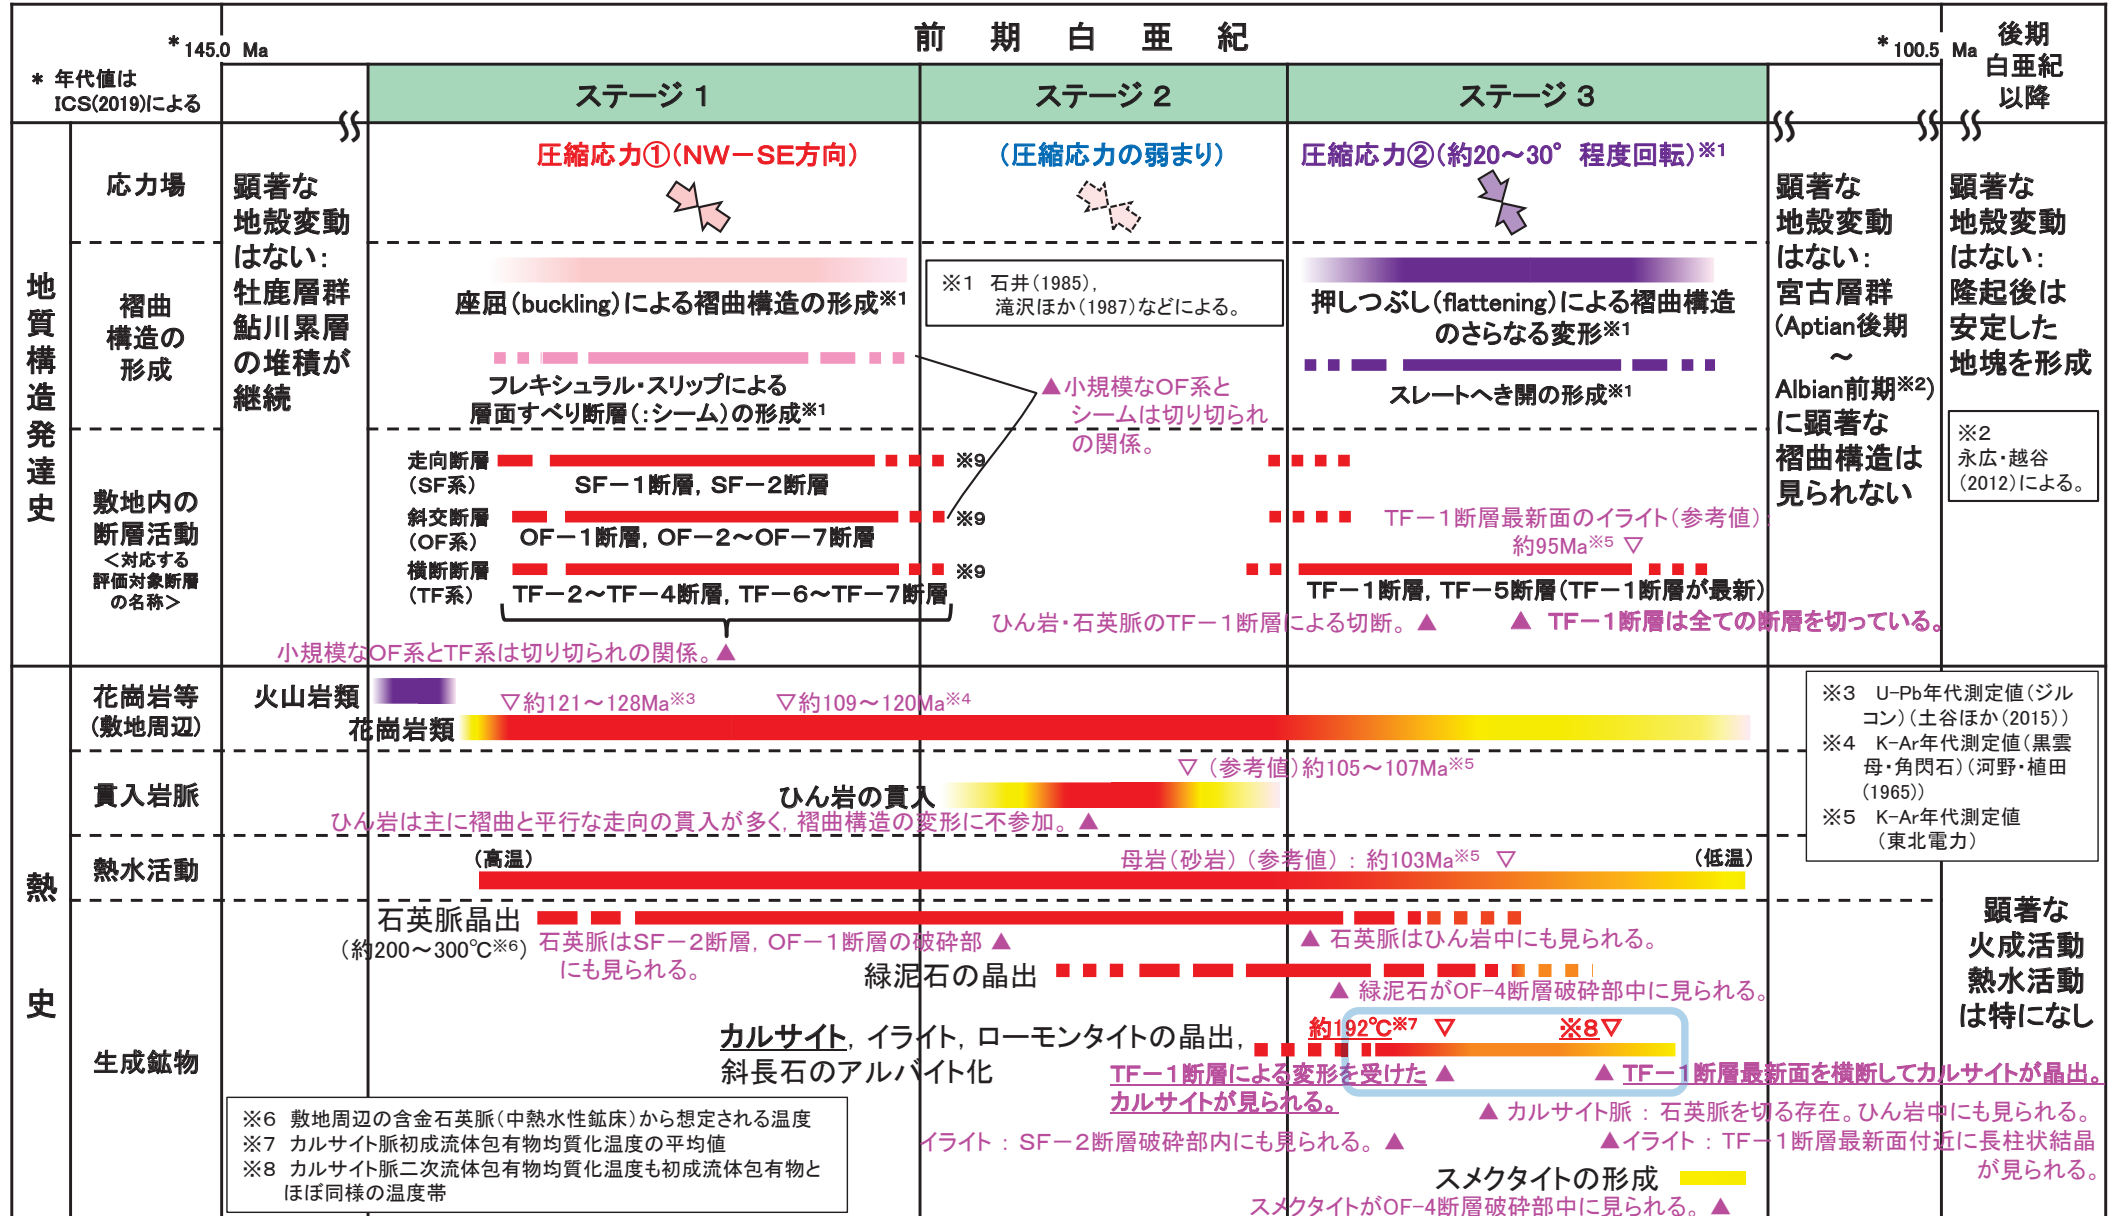 前 期 白 亜 紀
* 145.0 Ma
* 100.5 Ma
後期
白亜紀
以降
* 年代値は
ICS(2019)による
ステージ 1
ステージ 2
ステージ 3
地質構造発達史
応力場
圧縮応力①(NW－SE方向)
(圧縮応力の弱まり)
圧縮応力②(約20～30°程度回転)※1
顕著な
地殻変動
はない:
牡鹿層群
鮎川累層
の堆積が
継続
顕著な
地殻変動
はない:
宮古層群
(Aptian後期
～
Albian前期※2)
に顕著な
褶曲構造は
見られない
顕著な
地殻変動
はない:
隆起後は
安定した
地塊を形成
※2
永広・越谷
(2012)による。
褶曲
構造の
形成
座屈(buckling)による褶曲構造の形成※1
フレキシュラル・スリップによる
層面すべり断層(:シーム)の形成※1
※1 石井(1985),
滝沢ほか(1987)などによる。
▲小規模なOF系と
シームは切り切られ
の関係。
押しつぶし(flattening)による褶曲構造
のさらなる変形※1
スレートへき開の形成※1
敷地内の
断層活動
<対応する
評価対象断層
の名称>
走向断層
(SF系)
※9
SF－1断層, SF－2断層
斜交断層
(OF系)
※9
OF－1断層, OF－2～OF－7断層
横断断層
(TF系)
※9
TF－2～TF－4断層, TF－6～TF－7断層
TF－1断層最新面のイライト(参考値):
約95Ma※5 ▽
TF－1断層, TF－5断層(TF－1断層が最新)
ひん岩・石英脈のTF－1断層による切断。▲
▲ TF－1断層は全ての断層を切っている。
小規模なOF系とTF系は切り切られの関係。▲
熱史
花崗岩等
(敷地周辺)
火山岩類
花崗岩類
▽約121～128Ma※3
▽約109～120Ma※4
※3 U-Pb年代測定値(ジル
コン)(土谷ほか(2015))
※4 K-Ar年代測定値(黒雲
母・角閃石)(河野・植田
(1965))
※5 K-Ar年代測定値
(東北電力)
貫入岩脈
▽ (参考値)約105～107Ma※5
ひん岩の貫入
ひん岩は主に褶曲と平行な走向の貫入が多く, 褶曲構造の変形に不参加。▲
熱水活動
(高温)
母岩(砂岩) (参考値) : 約103Ma※5 ▽
(低温)
顕著な
火成活動
熱水活動
は特になし
生成鉱物
石英脈晶出
(約200～300℃※6)
石英脈はSF－2断層, OF－1断層の破砕部 ▲
にも見られる。
▲ 石英脈はひん岩中にも見られる。
緑泥石の晶出
▲ 緑泥石がOF-4断層破砕部中に見られる。
約192℃※7 ▽
※8▽
カルサイト, イライト, ローモンタイトの晶出,
斜長石のアルバイト化
TF－1断層による変形を受けた ▲
カルサイトが見られる。
▲ TF－1断層最新面を横断してカルサイトが晶出。
▲ カルサイト脈 : 石英脈を切る存在。ひん岩中にも見られる。
イライト : SF－2断層破砕部内にも見られる。▲
▲イライト : TF－1断層最新面付近に長柱状結晶
が見られる。
スメクタイトの形成
スメクタイトがOF-4断層破砕部中に見られる。▲
※6 敷地周辺の含金石英脈(中熱水性鉱床)から想定される温度
※7 カルサイト脈初成流体包有物均質化温度の平均値
※8 カルサイト脈二次流体包有物均質化温度も初成流体包有物と
ほぼ同様の温度帯